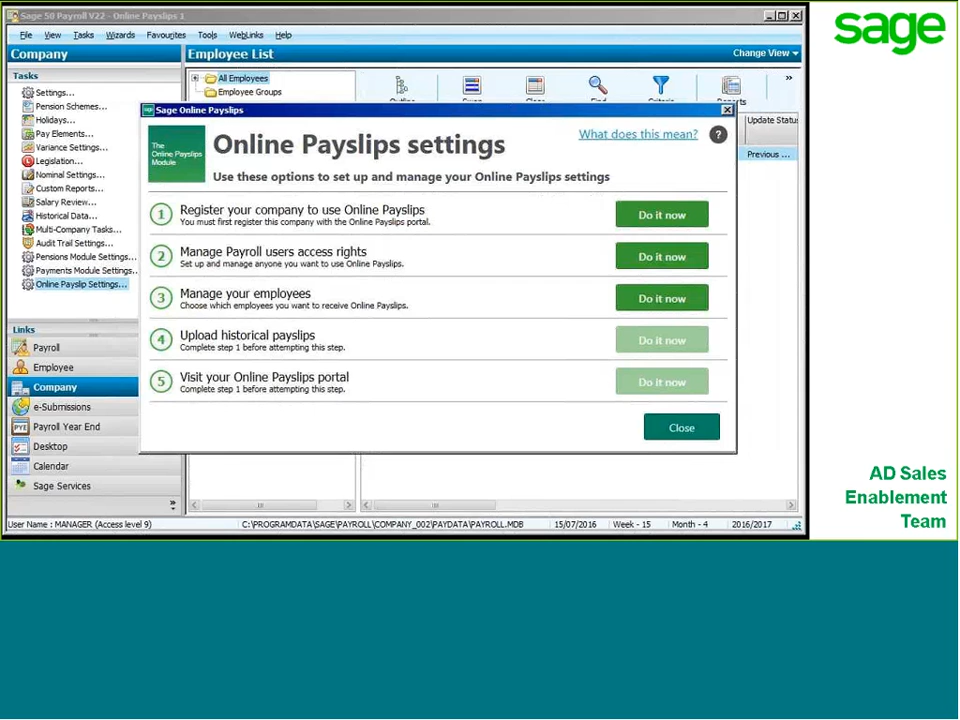 Sage 50 Payroll V22 - Online Payslips 1
File View Tasks Wizards Favourites Tools WebLinks Help
Company
Employee List
Change View
Tasks
Settings...
Pension Schemes...
Holidays...
Pay Elements...
Variance Settings...
Legislation...
Nominal Settings...
Custom Reports...
Salary Review...
Historical Data...
Multi-Company Tasks...
Audit Trail Settings...
Pensions Module Settings...
Payments Module Settings...
Online Payslip Settings...
All Employees
Employee Groups
»
Update Status
Previous ...
Sage Online Payslips
The
Online Payslips
Module
Online Payslips settings
What does this mean? ?
Use these options to set up and manage your Online Payslips settings
1 Register your company to use Online Payslips
You must first register this company with the Online Payslips portal.
Do it now
2 Manage Payroll users access rights
Set up and manage anyone you want to use Online Payslips.
Do it now
3 Manage your employees
Choose which employees you want to receive Online Payslips.
Do it now
4 Upload historical payslips
Complete step 1 before attempting this step.
Do it now
5 Visit your Online Payslips portal
Complete step 1 before attempting this step.
Do it now
Close
Links
Payroll
Employee
Company
e-Submissions
PYE Payroll Year End
Desktop
Calendar
Sage Services
»
User Name : MANAGER (Access level 9) C:\PROGRAMDATA\SAGE\PAYROLL\COMPANY_002\PAYDATA\PAYROLL.MDB 15/07/2016 Week - 15 Month - 4 2016/2017
sage
AD Sales
Enablement
Team